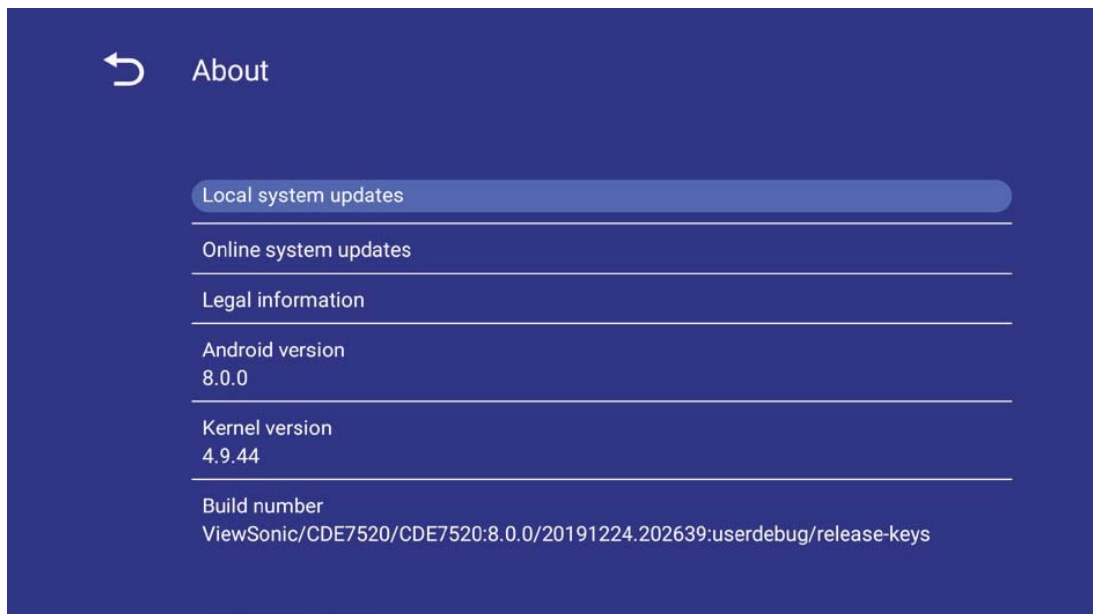 About
Local system updates
Online system updates
Legal information
Android version
8.0.0
Kernel version
4.9.44
Build number
ViewSonic/CDE7520/CDE7520:8.0.0/20191224.202639:userdebug/release-keys